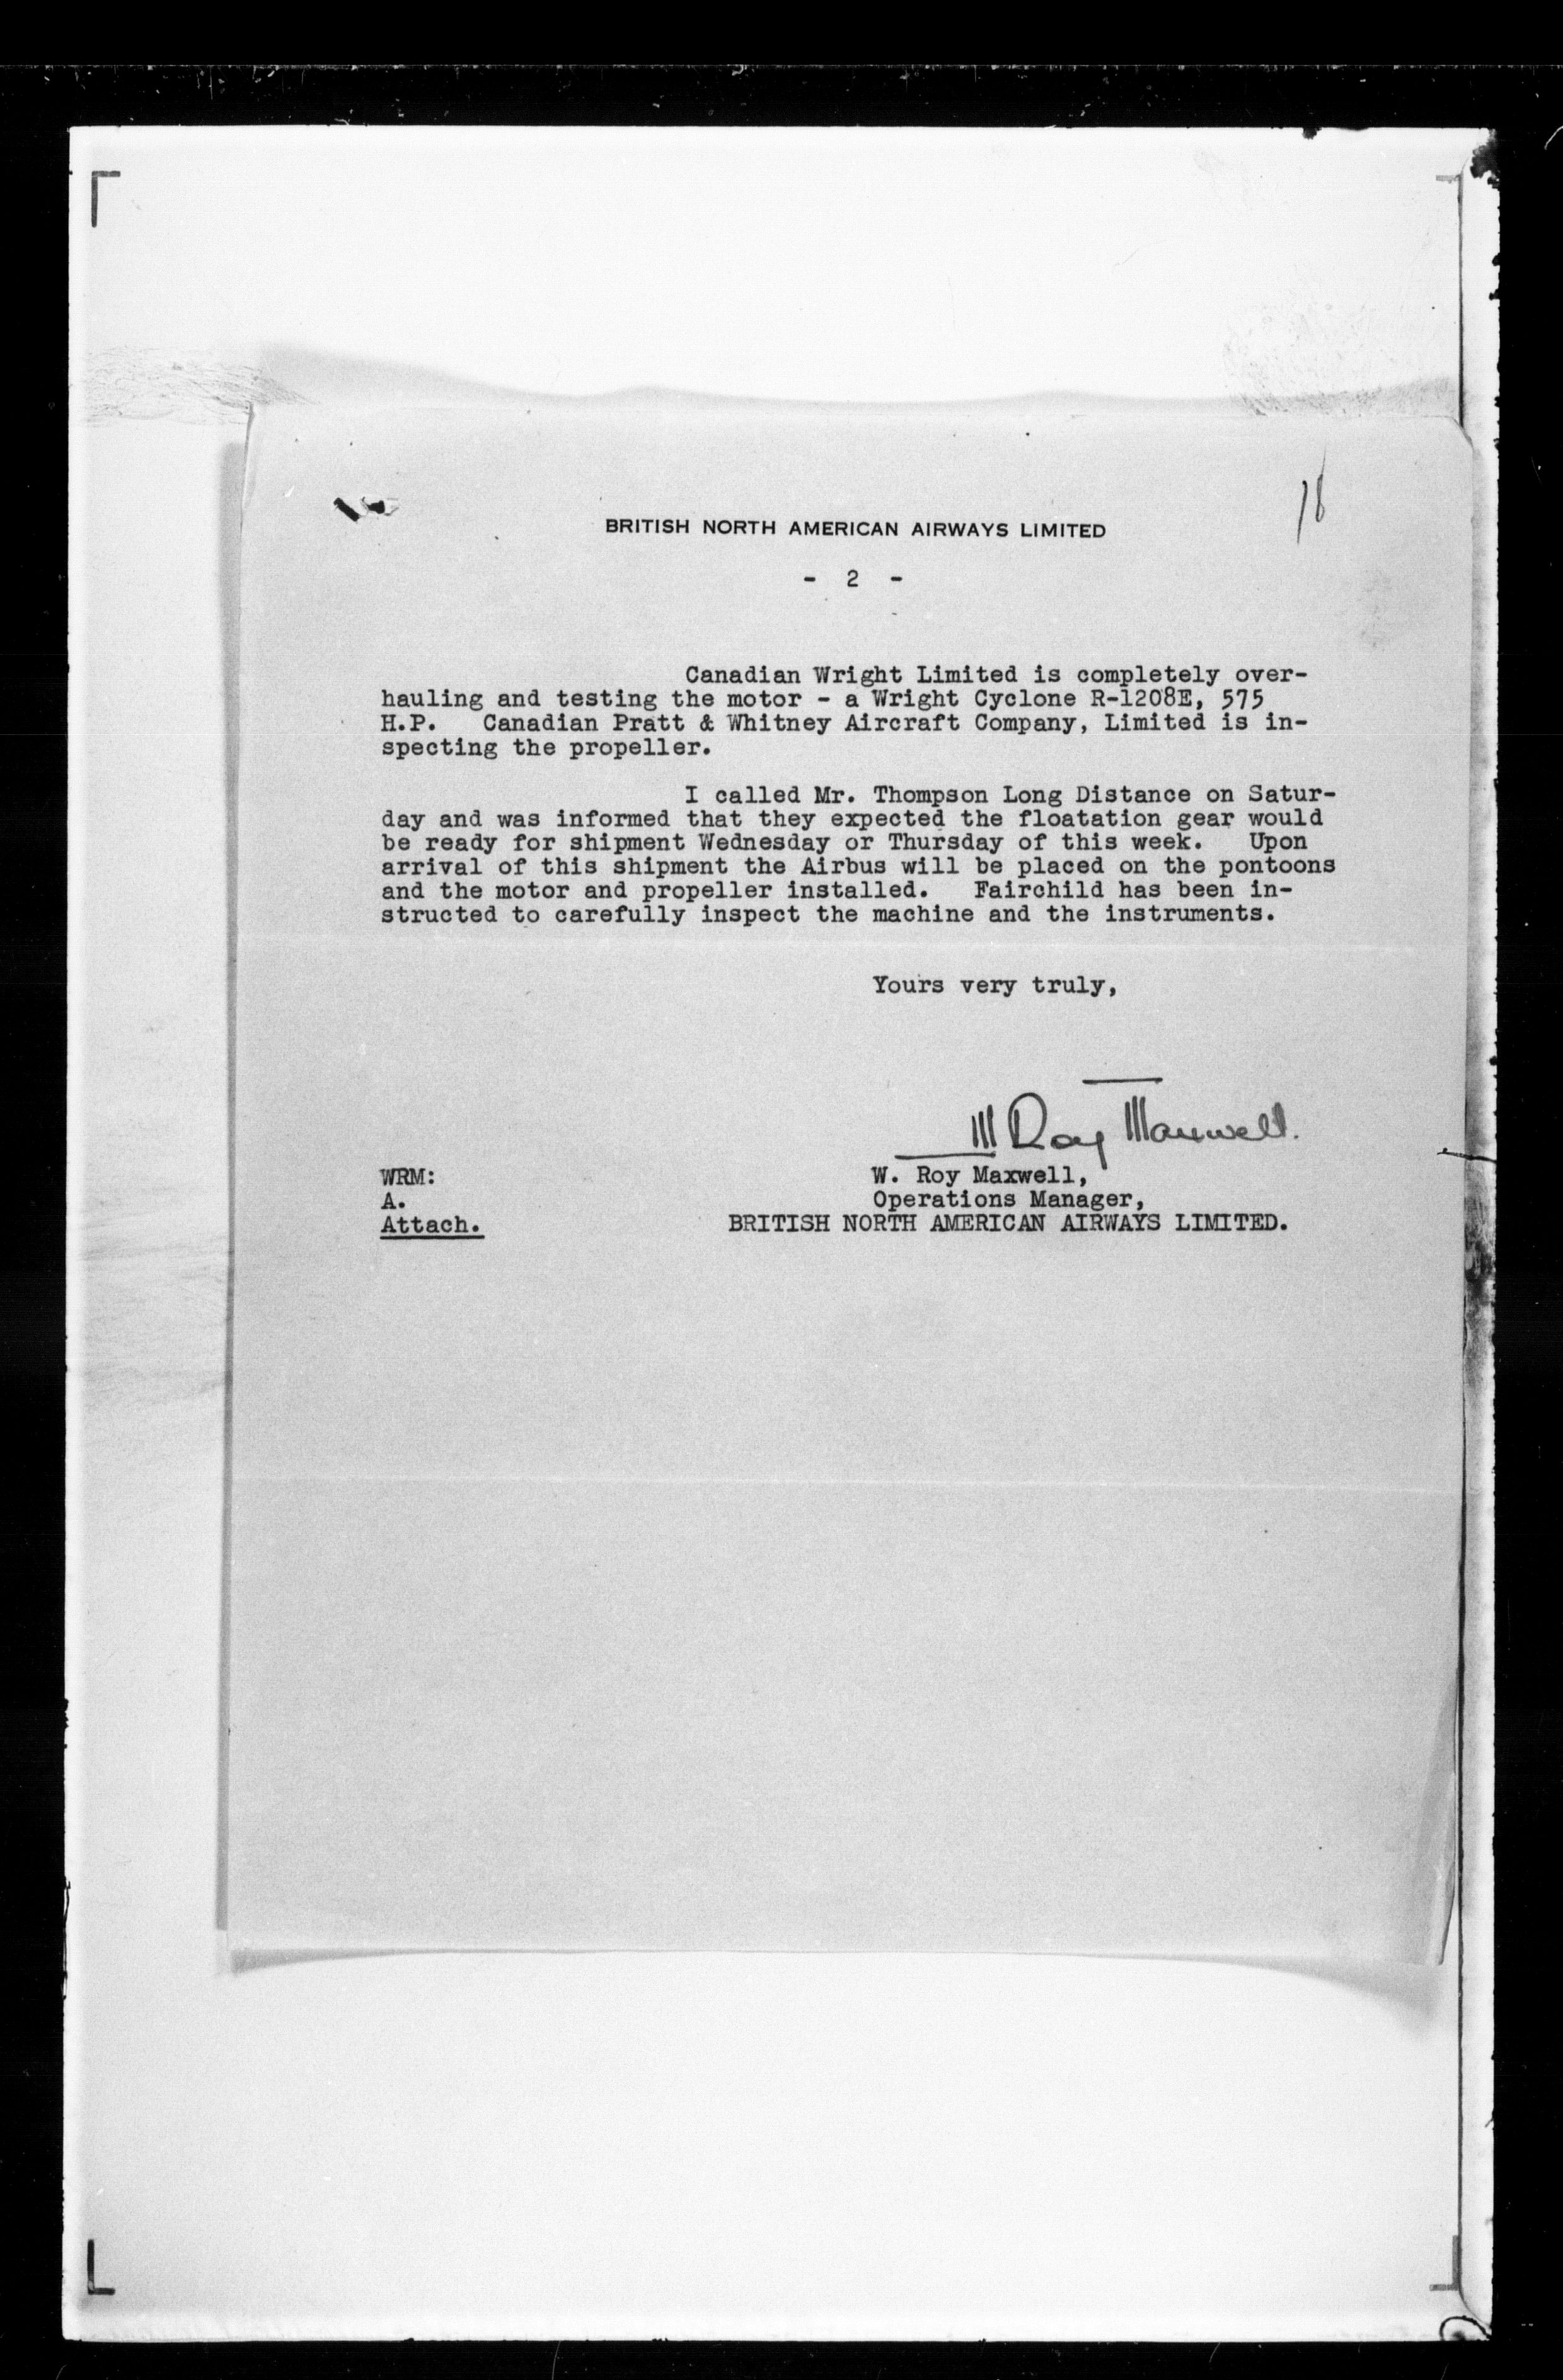 BRITISH NORTH AMERICAN AIRWAYS LIMITED
- 2 -
Canadian Wright Limited is completely over-
hauling and testing the motor - a Wright Cyclone R-1208E, 575
H.P. Canadian Pratt & Whitney Aircraft Company, Limited is in-
specting the propeller.
I called Mr. Thompson Long Distance on Satur-
day and was informed that they expected the floatation gear would
be ready for shipment Wednesday or Thursday of this week. Upon
arrival of this shipment the Airbus will be placed on the pontoons
and the motor and propeller installed. Fairchild has been in-
structed to carefully inspect the machine and the instruments.
Yours very truly,
W Roy Maxwell.
WRM: W. Roy Maxwell,
A. Operations Manager,
Attach. BRITISH NORTH AMERICAN AIRWAYS LIMITED.